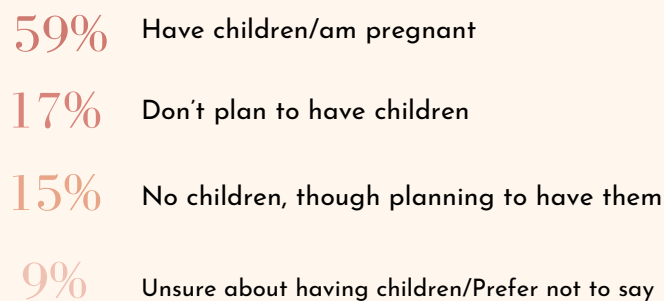 59% Have children/am pregnant
17% Don't plan to have children
15% No children, though planning to have them
9% Unsure about having children/Prefer not to say